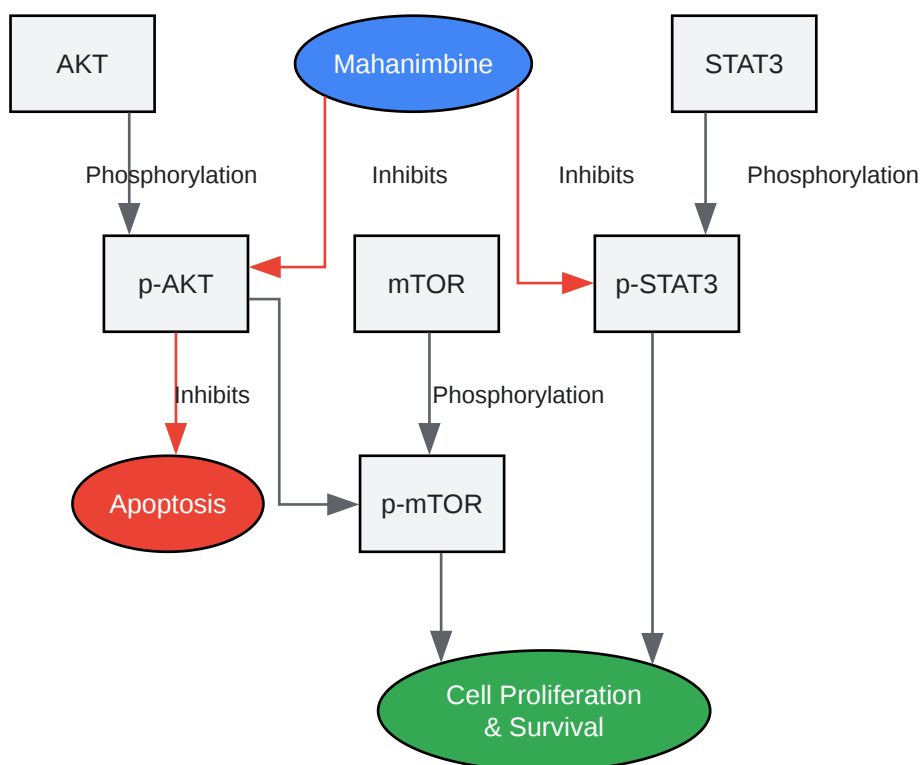 AKT
Mahanimbine
STAT3
Phosphorylation
Inhibits
Inhibits
Phosphorylation
p-AKT
mTOR
p-STAT3
Inhibits
Phosphorylation
Apoptosis
p-mTOR
Cell Proliferation
& Survival